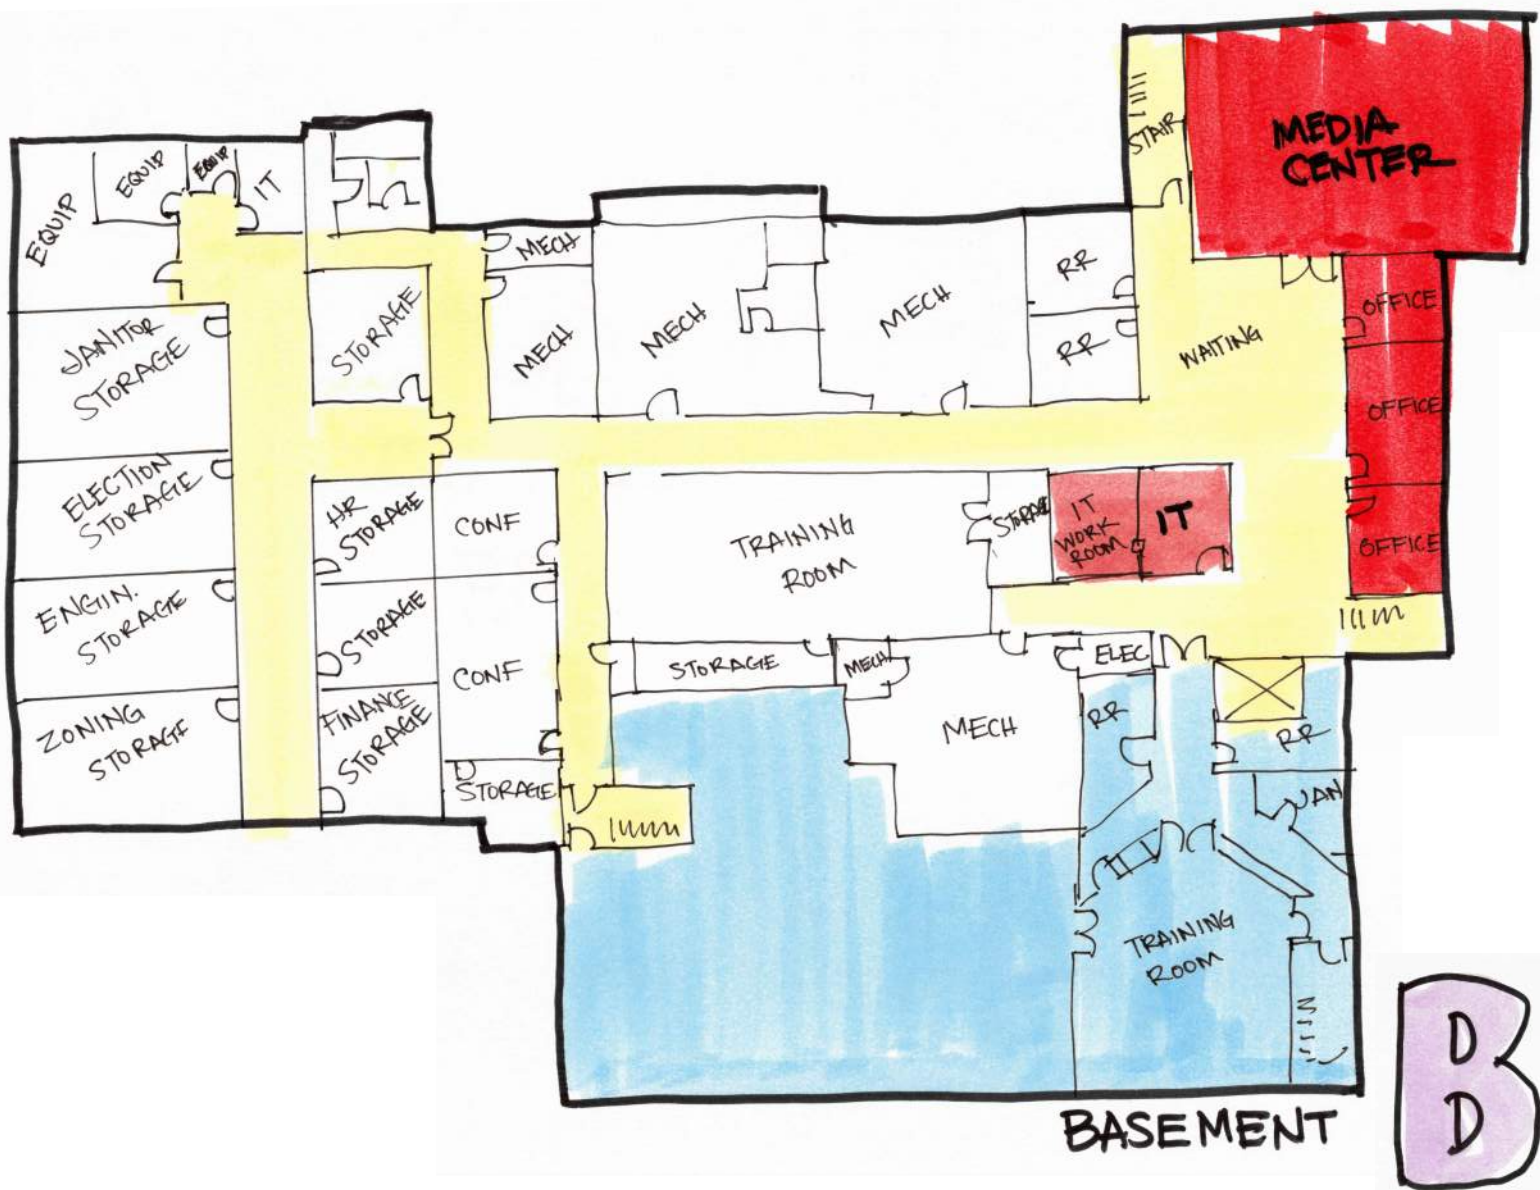 MEDIA
CENTER
STAIR
EQUIP
EQUIP
EQUIP
IT
MECH
MECH
MECH
MECH
RR
RR
WAITING
OFFICE
OFFICE
OFFICE
STORAGE
JANITOR
STORAGE
ELECTION
STORAGE
ENGIN.
STORAGE
ZONING
STORAGE
HR
STORAGE
STORAGE
FINANCE
STORAGE
CONF
CONF
STORAGE
TRAINING
ROOM
STORAGE
IT
WORK
ROOM
IT
STORAGE
MECH
MECH
ELEC
RR
RR
JAN
TRAINING
ROOM
BASEMENT
B
D
D